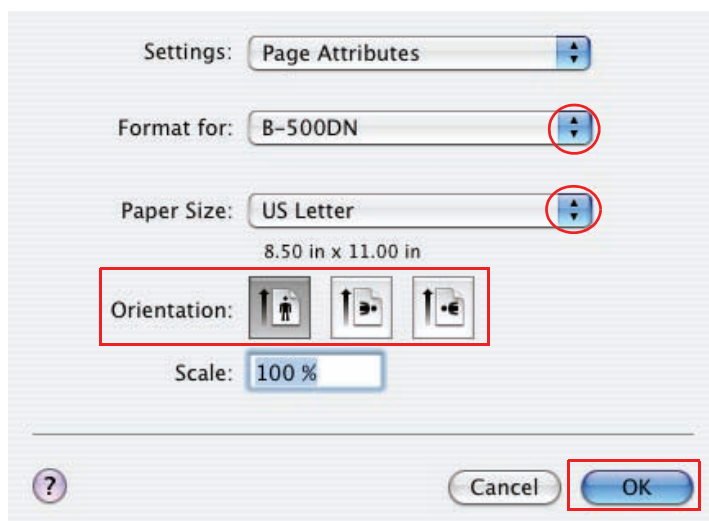 Settings: Page Attributes
Format for: B-500DN
Paper Size: US Letter
8.50 in x 11.00 in
Orientation:
Scale: 100 %
? Cancel OK